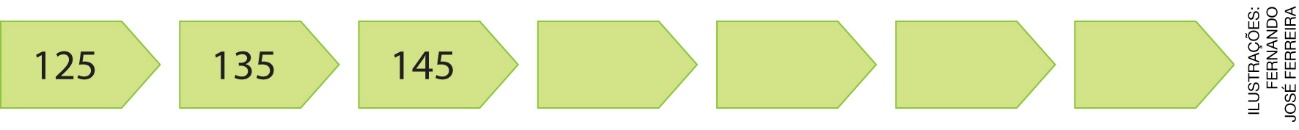 125 135 145
ILUSTRAÇÕES:
FERNANDO
JOSÉ FERREIRA